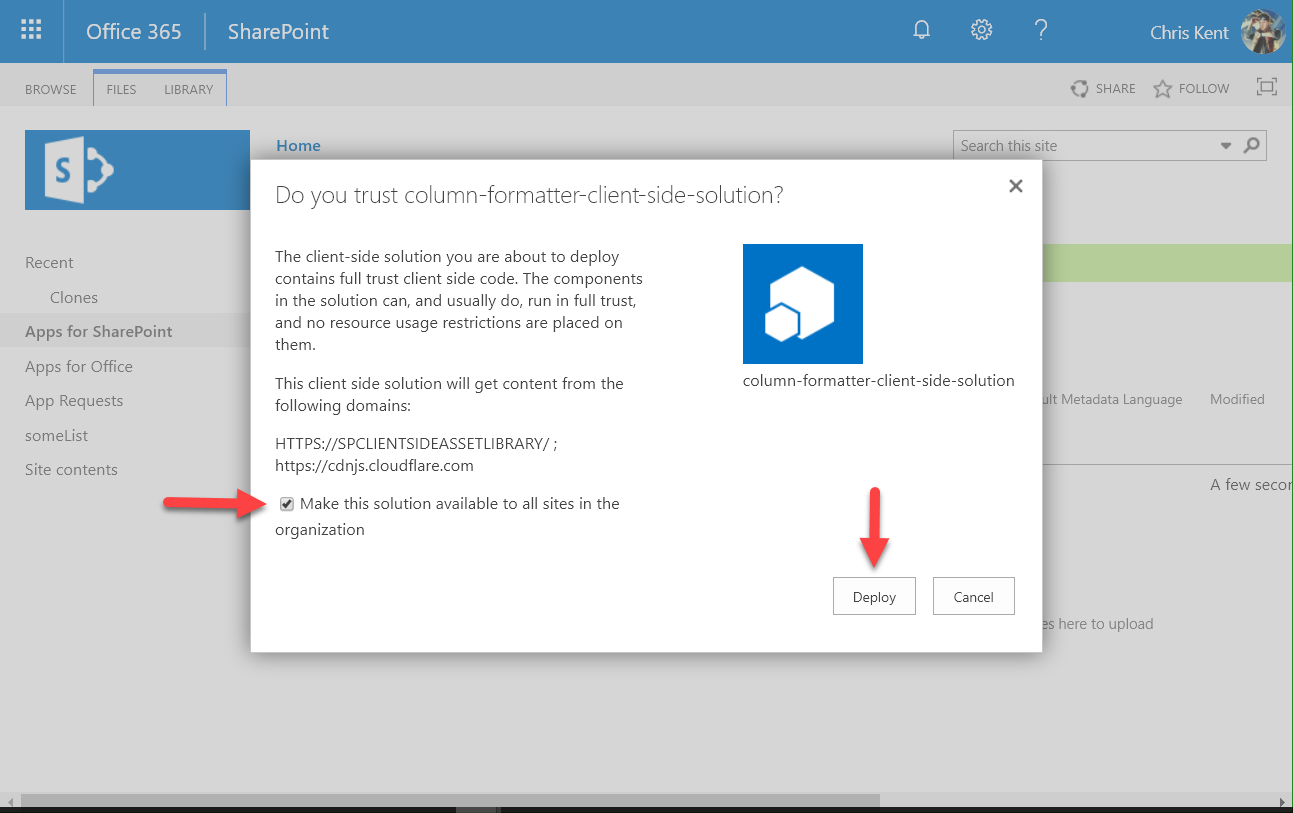 Office 365
SharePoint
?
Chris Kent
BROWSE
FILES
LIBRARY
SHARE
FOLLOW
S
Home
Search this site
Do you trust column-formatter-client-side-solution?
The client-side solution you are about to deploy
contains full trust client side code. The components
in the solution can, and usually do, run in full trust,
and no resource usage restrictions are placed on
them.
This client side solution will get content from the
following domains:
HTTPS://SPCLIENTSIDEASSETLIBRARY/ ;
https://cdnjs.cloudflare.com
Make this solution available to all sites in the
organization
column-formatter-client-side-solution
Deploy
Cancel
Recent
Clones
Apps for SharePoint
Apps for Office
App Requests
someList
Site contents
ult Metadata Language
Modified
A few secor
es here to upload